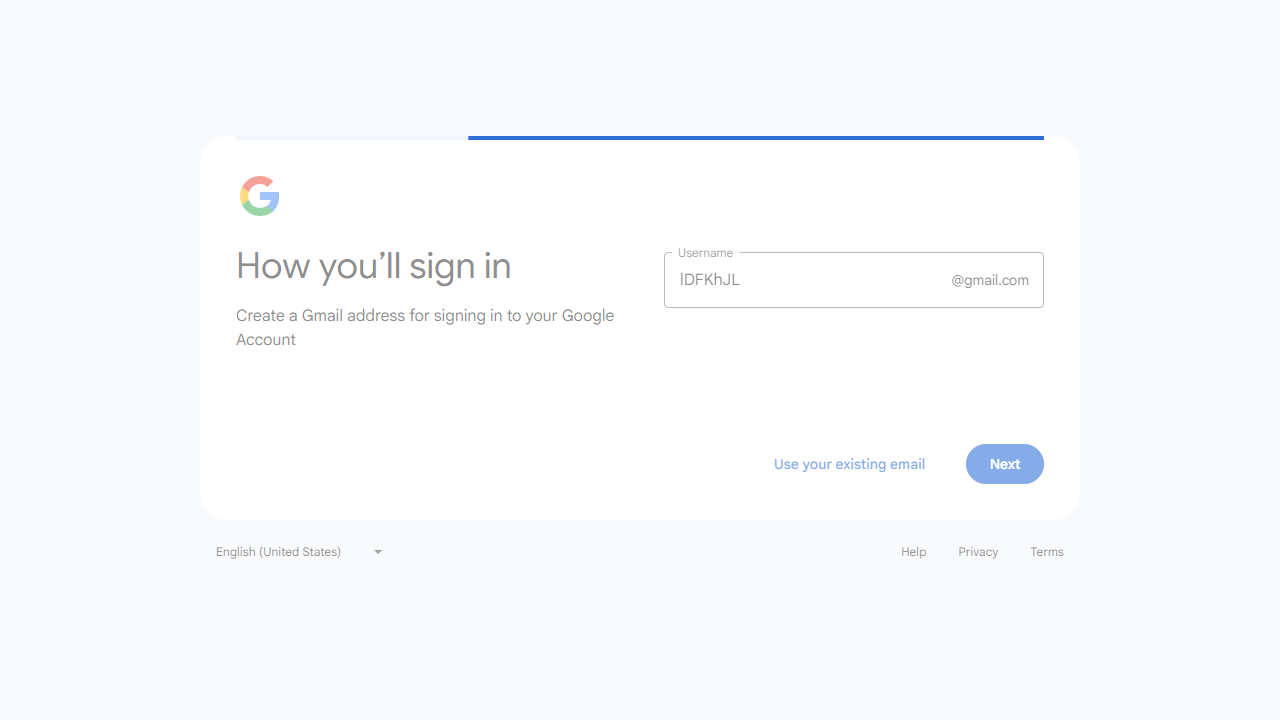 How you’ll sign in
Create a Gmail address for signing in to your Google
Account
Username
lDFKhJL
@gmail.com
Use your existing email
Next
English (United States)
Help
Privacy
Terms